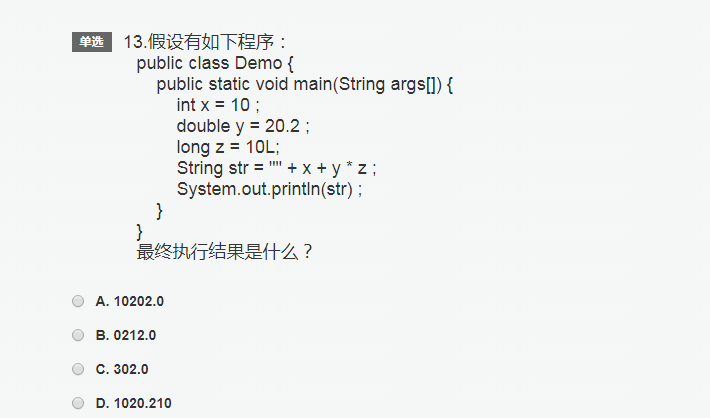 单选 13.假设有如下程序：
public class Demo {
public static void main(String args[]) {
int x = 10 ;
double y = 20.2 ;
long z = 10L;
String str = "" + x + y * z ;
System.out.println(str) ;
}
}
最终执行结果是什么？
A. 10202.0
B. 0212.0
C. 302.0
D. 1020.210